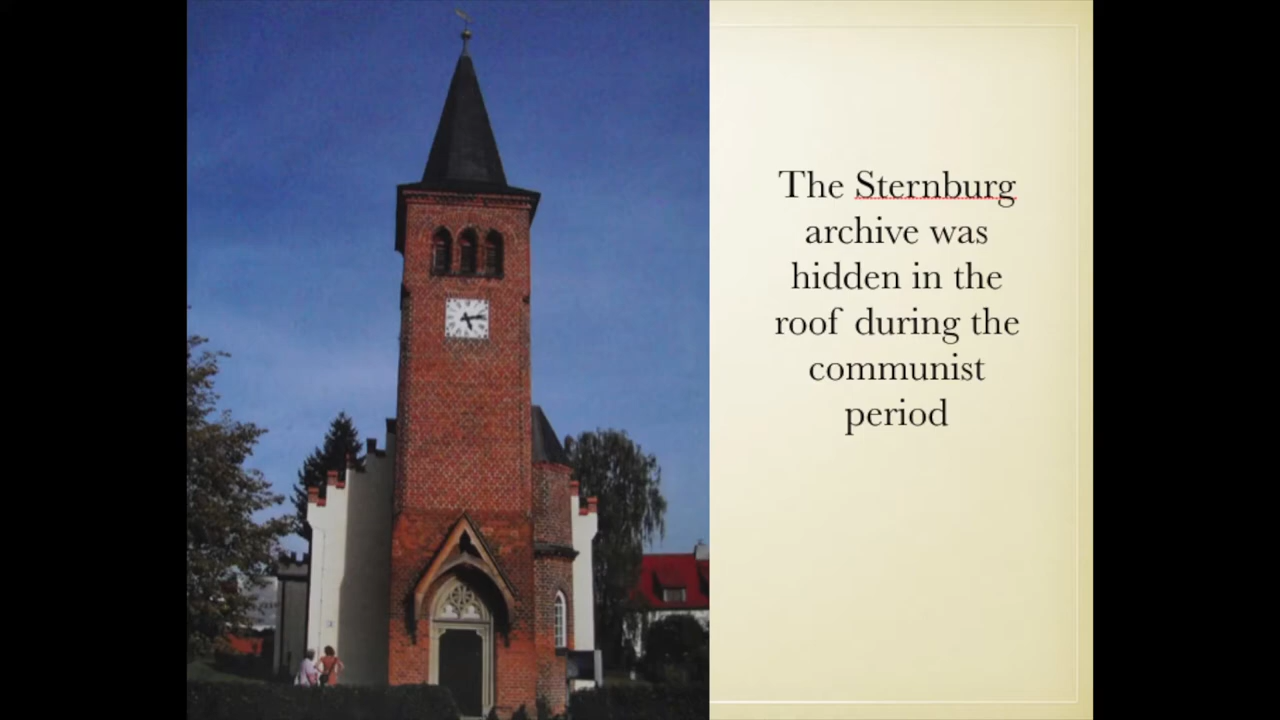 The Sternburg
archive was
hidden in the
roof during the
communist
period